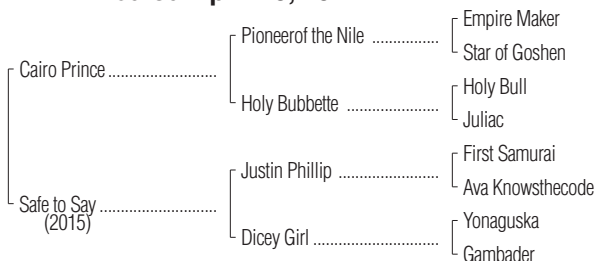 Pioneerof the Nile ................. Empire Maker
Star of Goshen
Cairo Prince ...........................
Holy Bubbette ....................... Holy Bull
Juliac
Justin Phillip ......................... First Samurai
Ava Knowsthecode
Safe to Say .............................
(2015)
Dicey Girl ................................ Yonaguska
Gambader